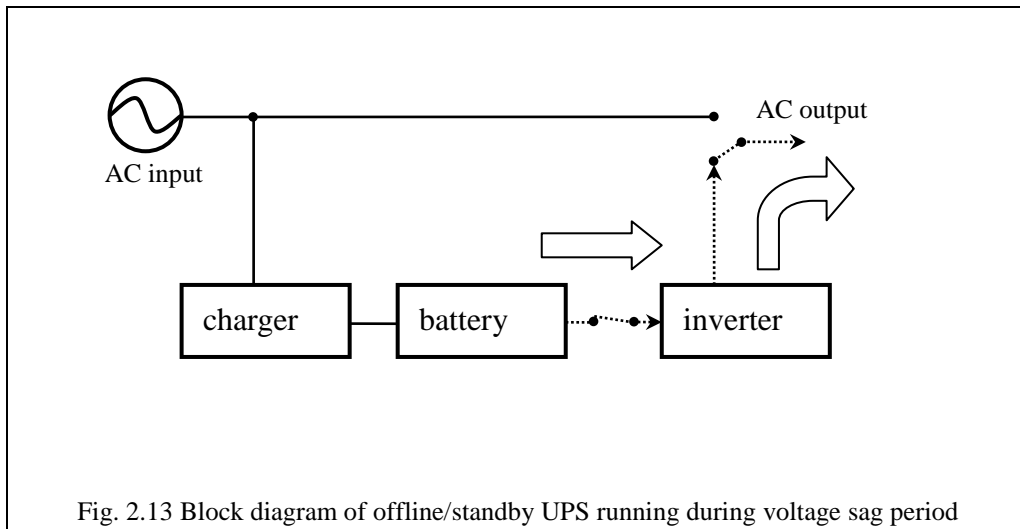 AC output
AC input
charger
battery
inverter
Fig. 2.13 Block diagram of offline/standby UPS running during voltage sag period